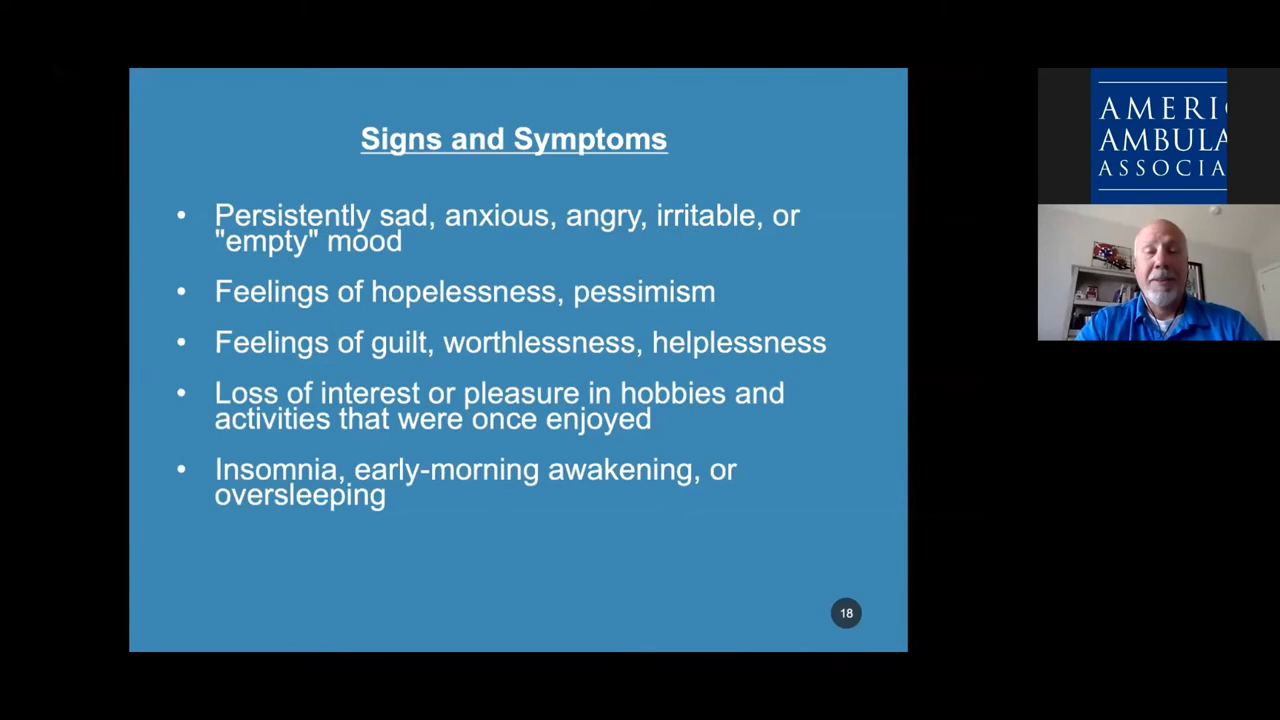 Signs and Symptoms
• Persistently sad, anxious, angry, irritable, or
"empty" mood
• Feelings of hopelessness, pessimism
• Feelings of guilt, worthlessness, helplessness
• Loss of interest or pleasure in hobbies and
activities that were once enjoyed
• Insomnia, early-morning awakening, or
oversleeping
18
AMERI
AMBULA
ASSOCIA